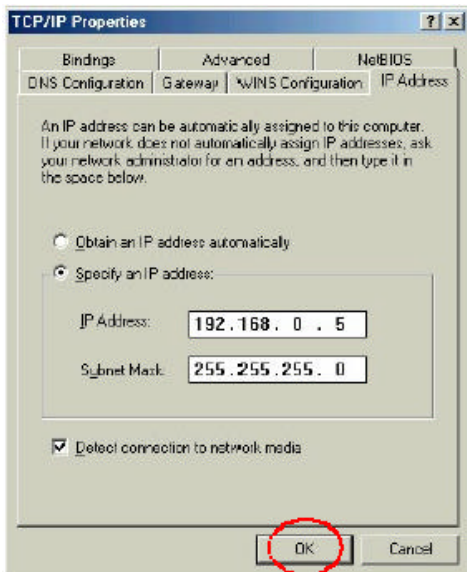 TCP/IP Properties
Bindings Advanced NetBIOS
DNS Configuration Gateway WINS Configuration IP Address
An IP address can be automatically assigned to this computer.
If your network does not automatically assign IP addresses, ask
your network administrator for an address, and then type it in
the space below.
Obtain an IP address automatically
Specify an IP address:
IP Address: 192.168. 0 . 5
Subnet Mask: 255.255.255. 0
Detect connection to network media
OK Cancel